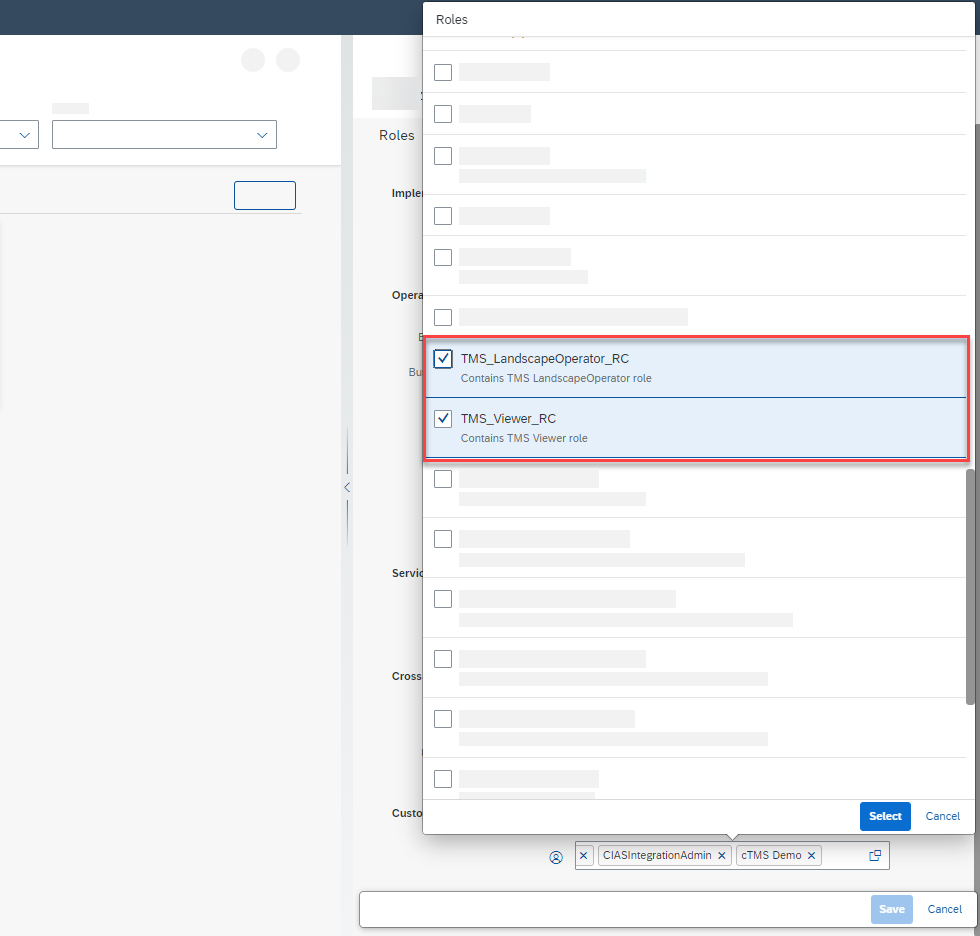 Roles
Roles
Imple
Opera
TMS_LandscapeOperator_RC
Contains TMS LandscapeOperator role
Bu
TMS_Viewer_RC
Contains TMS Viewer role
Servic
Cross
Custo
Select Cancel
CIASIntegrationAdmin cTMS Demo
Save Cancel